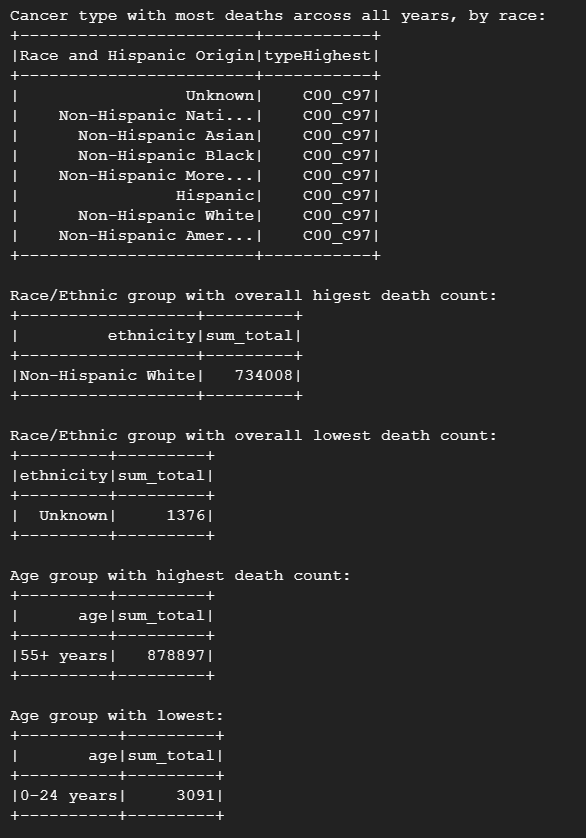 Cancer type with most deaths arcoss all years, by race:
+------------------------+-----------+
|Race and Hispanic Origin|typeHighest|
+------------------------+-----------+
|                 Unknown|    C00_C97|
|    Non-Hispanic Nati...|    C00_C97|
|      Non-Hispanic Asian|    C00_C97|
|      Non-Hispanic Black|    C00_C97|
|    Non-Hispanic More...|    C00_C97|
|                Hispanic|    C00_C97|
|      Non-Hispanic White|    C00_C97|
|    Non-Hispanic Amer...|    C00_C97|
+------------------------+-----------+
Race/Ethnic group with overall higest death count:
+------------------+---------+
|         ethnicity|sum_total|
+------------------+---------+
|Non-Hispanic White|   734008|
+------------------+---------+
Race/Ethnic group with overall lowest death count:
+---------+---------+
|ethnicity|sum_total|
+---------+---------+
|  Unknown|     1376|
+---------+---------+
Age group with highest death count:
+---------+---------+
|      age|sum_total|
+---------+---------+
|55+ years|   878897|
+---------+---------+
Age group with lowest:
+----------+---------+
|       age|sum_total|
+----------+---------+
|0-24 years|     3091|
+----------+---------+